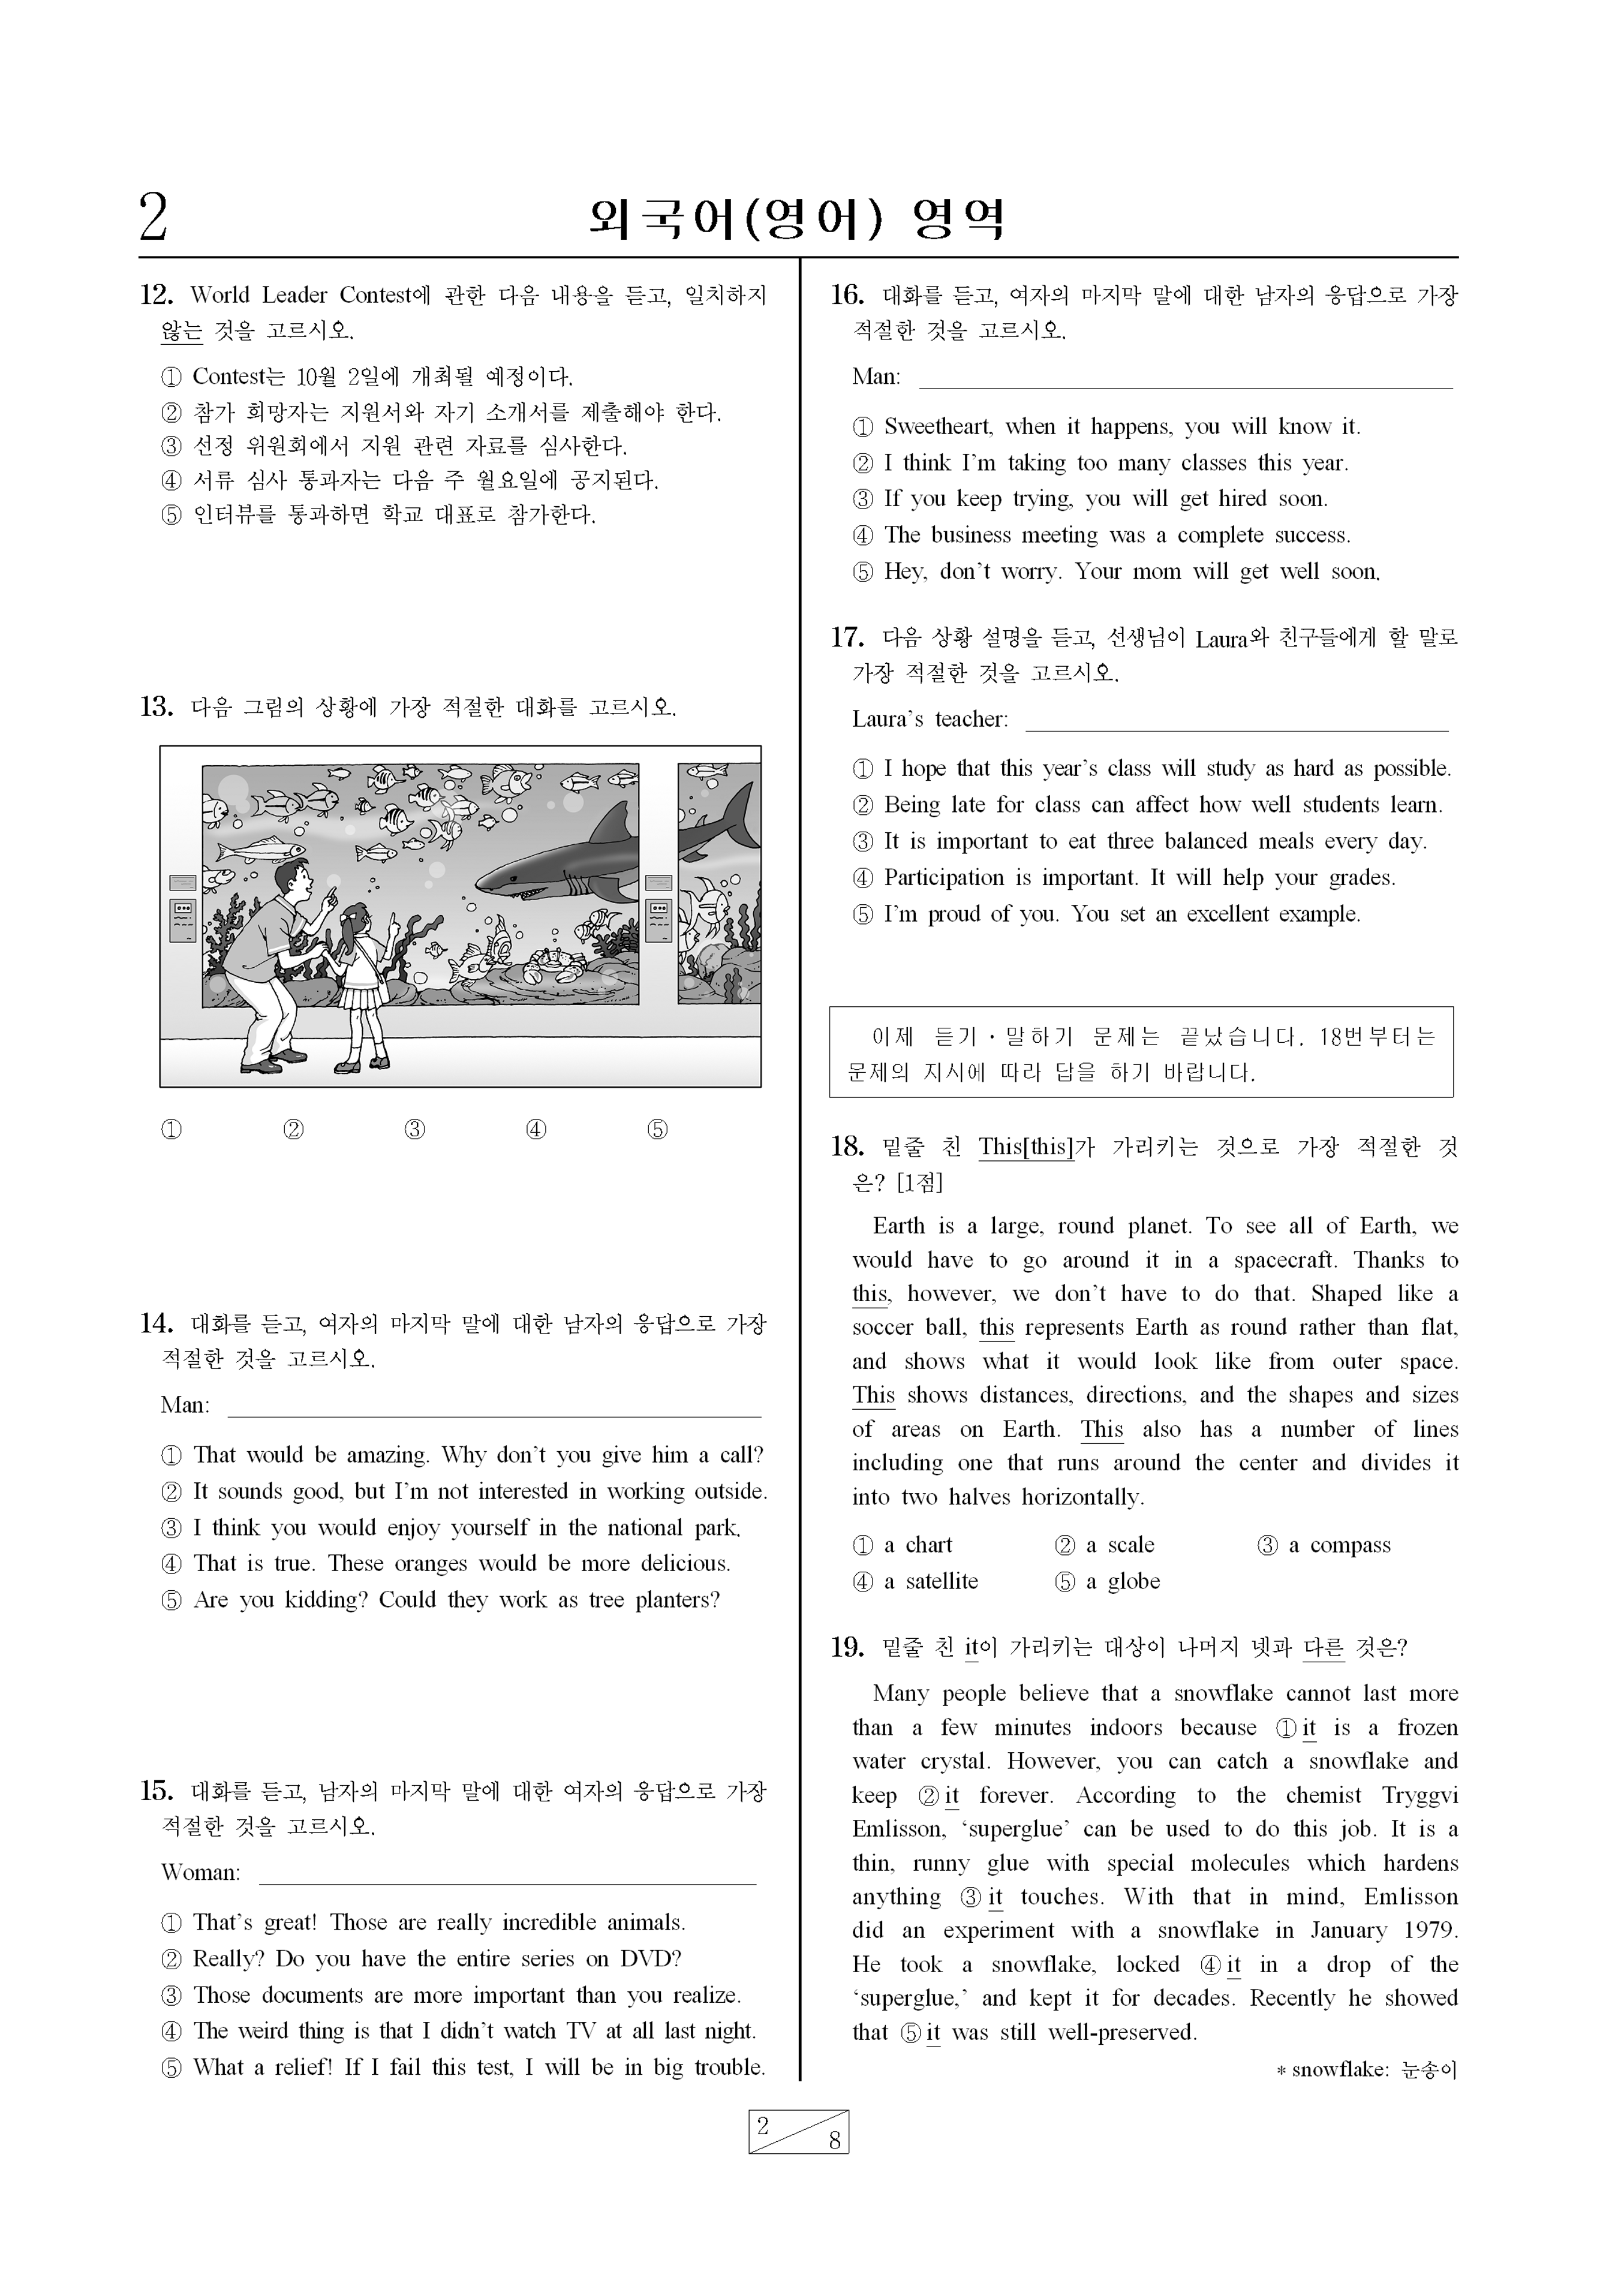 2
외국어(영어) 영역
12. World Leader Contest에 관한 다음 내용을 듣고, 일치하지
않는 것을 고르시오.
① Contest는 10월 2일에 개최될 예정이다.
② 참가 희망자는 지원서와 자기 소개서를 제출해야 한다.
③ 선정 위원회에서 지원 관련 자료를 심사한다.
④ 서류 심사 통과자는 다음 주 월요일에 공지된다.
⑤ 인터뷰를 통과하면 학교 대표로 참가한다.
13. 다음 그림의 상황에 가장 적절한 대화를 고르시오.
① ② ③ ④ ⑤
14. 대화를 듣고, 여자의 마지막 말에 대한 남자의 응답으로 가장
적절한 것을 고르시오.
Man:
① That would be amazing. Why don't you give him a call?
② It sounds good, but I'm not interested in working outside.
③ I think you would enjoy yourself in the national park.
④ That is true. These oranges would be more delicious.
⑤ Are you kidding? Could they work as tree planters?
15. 대화를 듣고, 남자의 마지막 말에 대한 여자의 응답으로 가장
적절한 것을 고르시오.
Woman:
① That's great! Those are really incredible animals.
② Really? Do you have the entire series on DVD?
③ Those documents are more important than you realize.
④ The weird thing is that I didn't watch TV at all last night.
⑤ What a relief! If I fail this test, I will be in big trouble.
16. 대화를 듣고, 여자의 마지막 말에 대한 남자의 응답으로 가장
적절한 것을 고르시오.
Man:
① Sweetheart, when it happens, you will know it.
② I think I'm taking too many classes this year.
③ If you keep trying, you will get hired soon.
④ The business meeting was a complete success.
⑤ Hey, don't worry. Your mom will get well soon.
17. 다음 상황 설명을 듣고, 선생님이 Laura와 친구들에게 할 말로
가장 적절한 것을 고르시오.
Laura's teacher:
① I hope that this year's class will study as hard as possible.
② Being late for class can affect how well students learn.
③ It is important to eat three balanced meals every day.
④ Participation is important. It will help your grades.
⑤ I'm proud of you. You set an excellent example.
이제 듣기・말하기 문제는 끝났습니다. 18번부터는
문제의 지시에 따라 답을 하기 바랍니다.
18. 밑줄 친 This[this]가 가리키는 것으로 가장 적절한 것
은? [1점]
Earth is a large, round planet. To see all of Earth, we
would have to go around it in a spacecraft. Thanks to
this, however, we don't have to do that. Shaped like a
soccer ball, this represents Earth as round rather than flat,
and shows what it would look like from outer space.
This shows distances, directions, and the shapes and sizes
of areas on Earth. This also has a number of lines
including one that runs around the center and divides it
into two halves horizontally.
① a chart ② a scale ③ a compass
④ a satellite ⑤ a globe
19. 밑줄 친 it이 가리키는 대상이 나머지 넷과 다른 것은?
Many people believe that a snowflake cannot last more
than a few minutes indoors because ① it is a frozen
water crystal. However, you can catch a snowflake and
keep ② it forever. According to the chemist Tryggvi
Emlisson, 'superglue' can be used to do this job. It is a
thin, runny glue with special molecules which hardens
anything ③ it touches. With that in mind, Emlisson
did an experiment with a snowflake in January 1979.
He took a snowflake, locked ④ it in a drop of the
'superglue,' and kept it for decades. Recently he showed
that ⑤ it was still well-preserved.
* snowflake: 눈송이
2
8